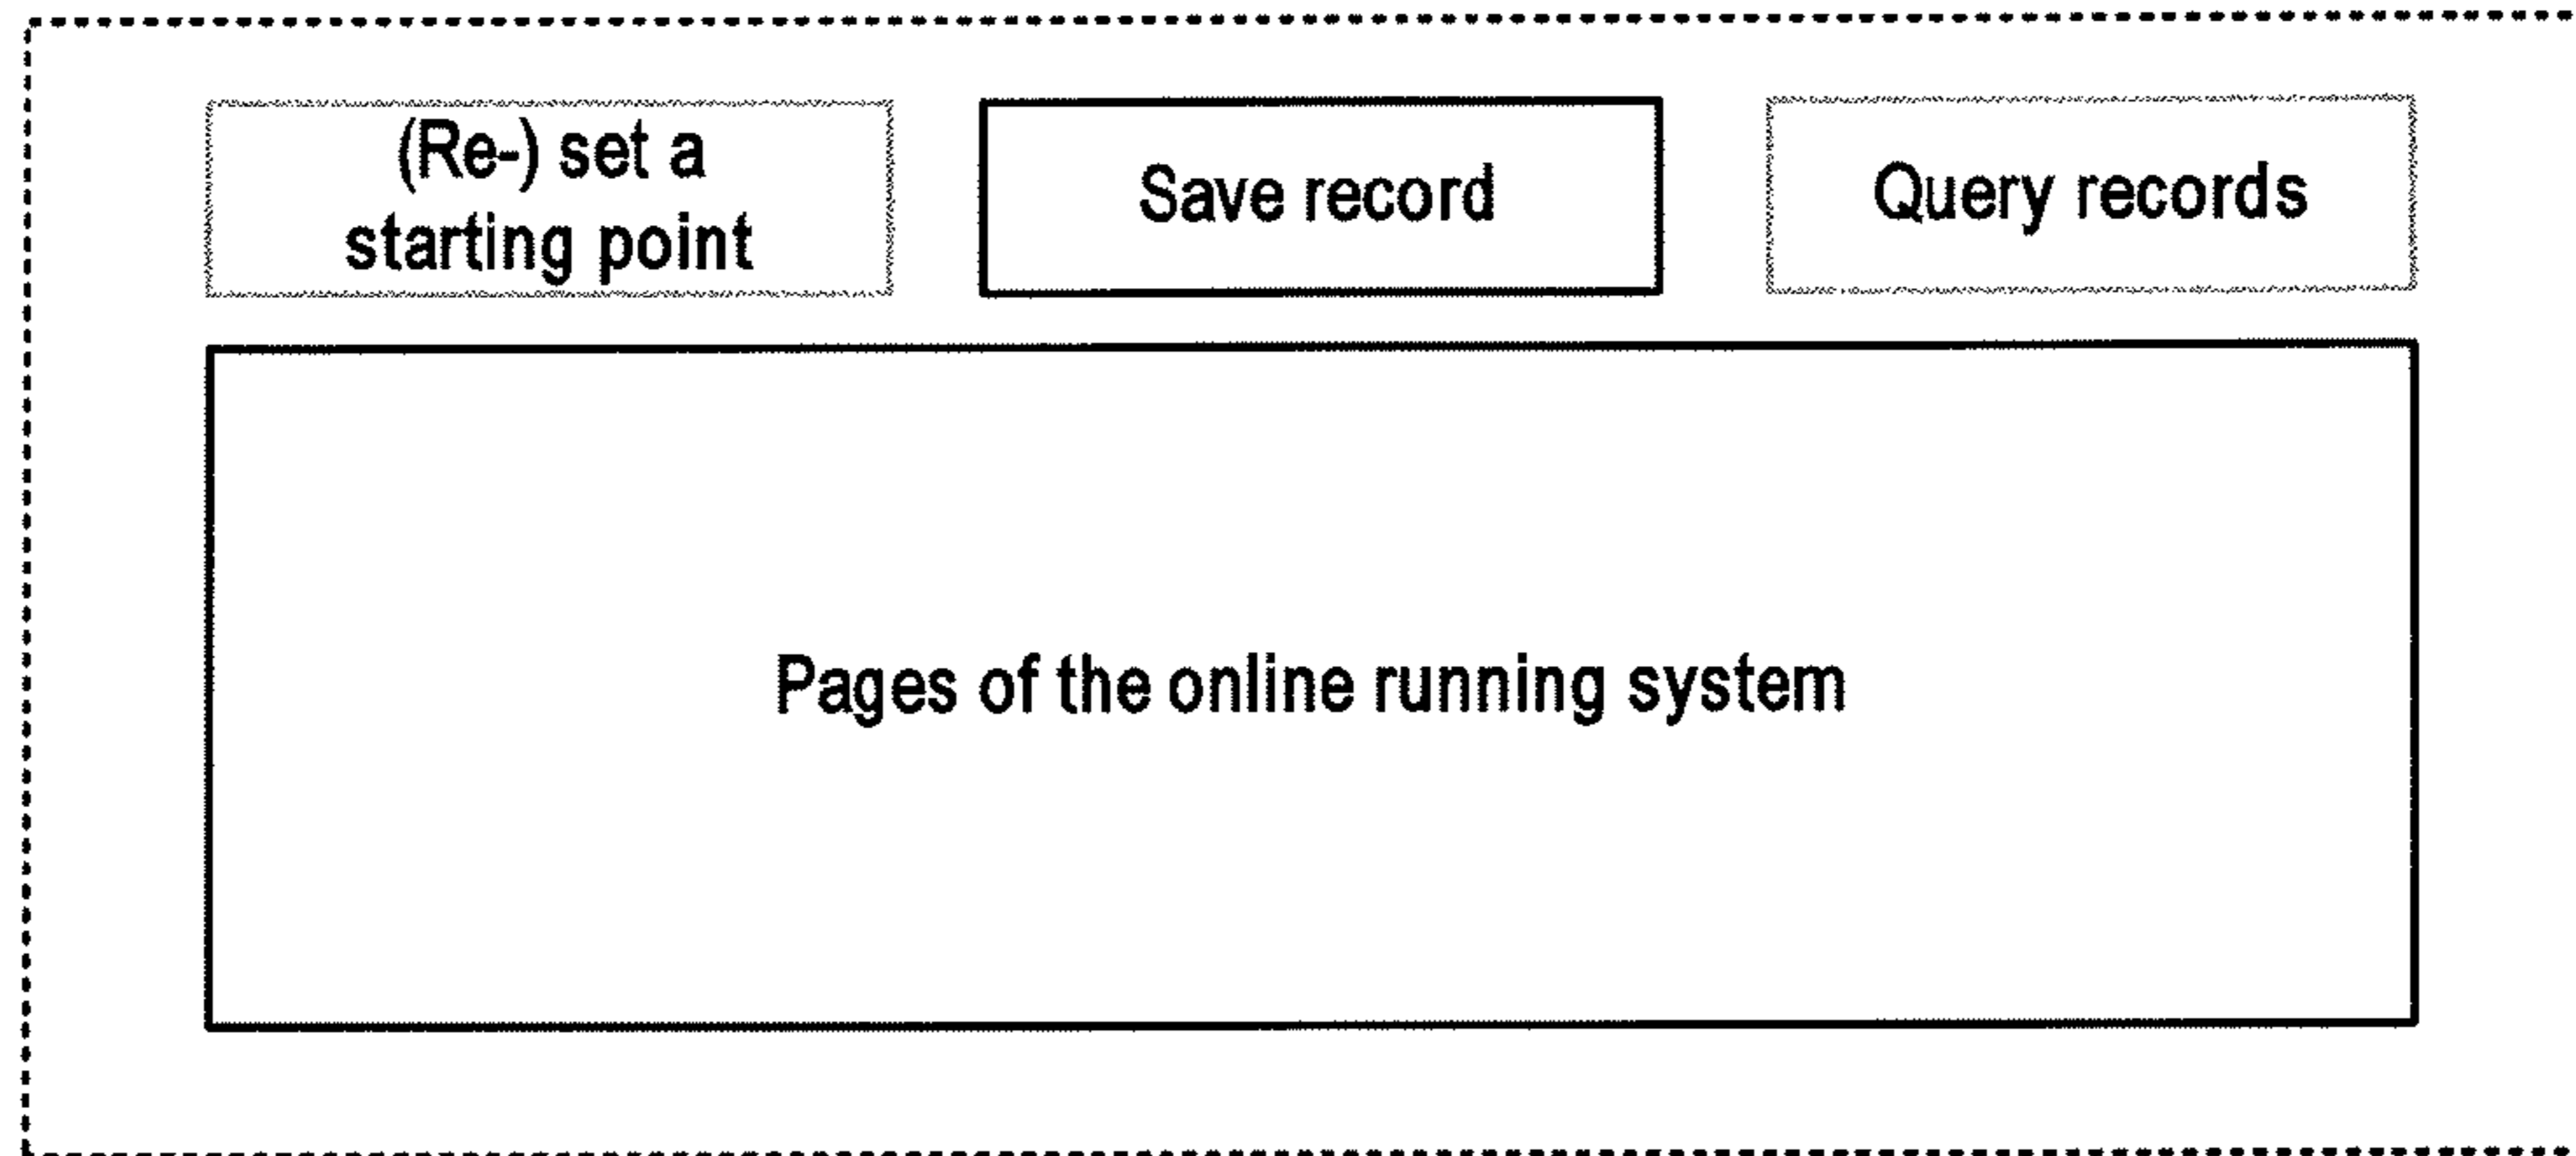 (Re-) set a
starting point
Save record
Query records
Pages of the online running system